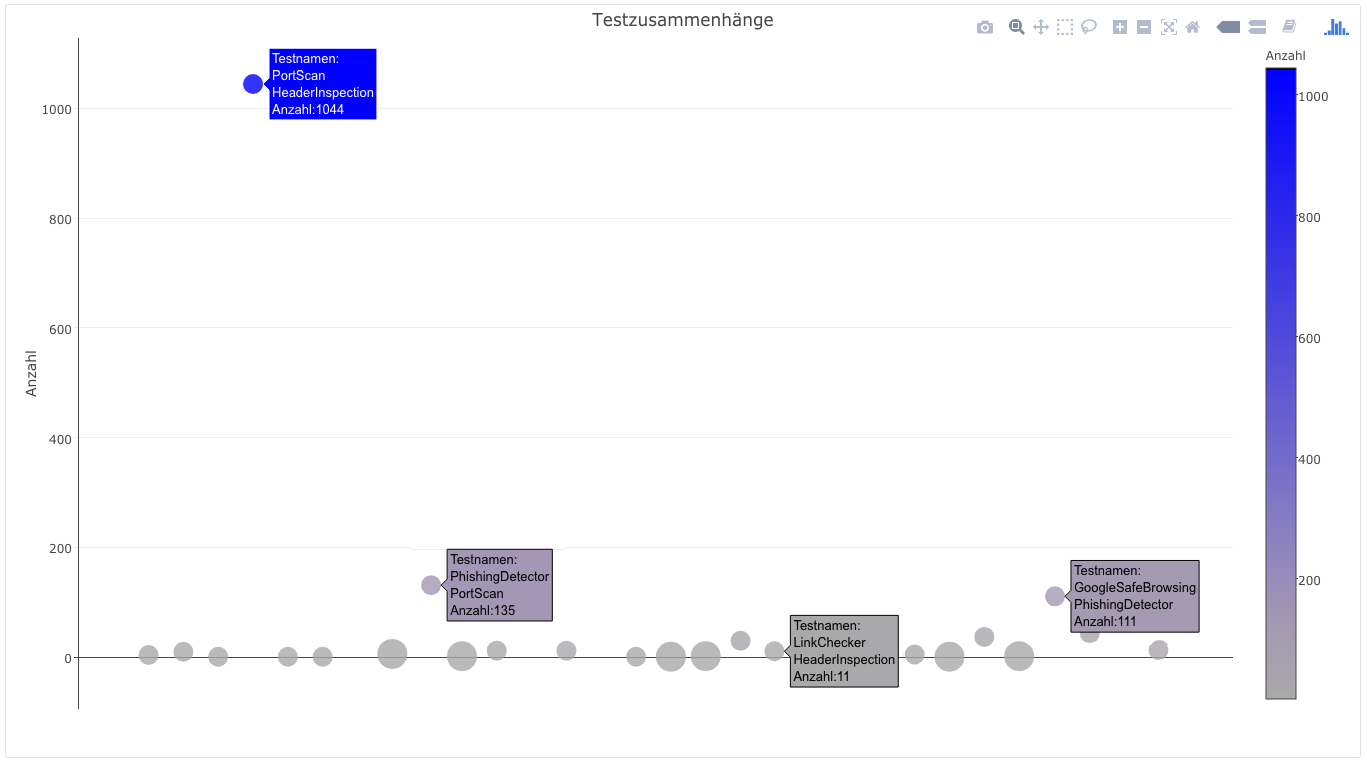 Testzusammenhänge
Anzahl
1000
800
600
400
200
0
Testnamen:
PortScan
HeaderInspection
Anzahl:1044
Testnamen:
PhishingDetector
PortScan
Anzahl:135
Testnamen:
LinkChecker
HeaderInspection
Anzahl:11
Testnamen:
GoogleSafeBrowsing
PhishingDetector
Anzahl:111
Anzahl
1000
800
600
400
200